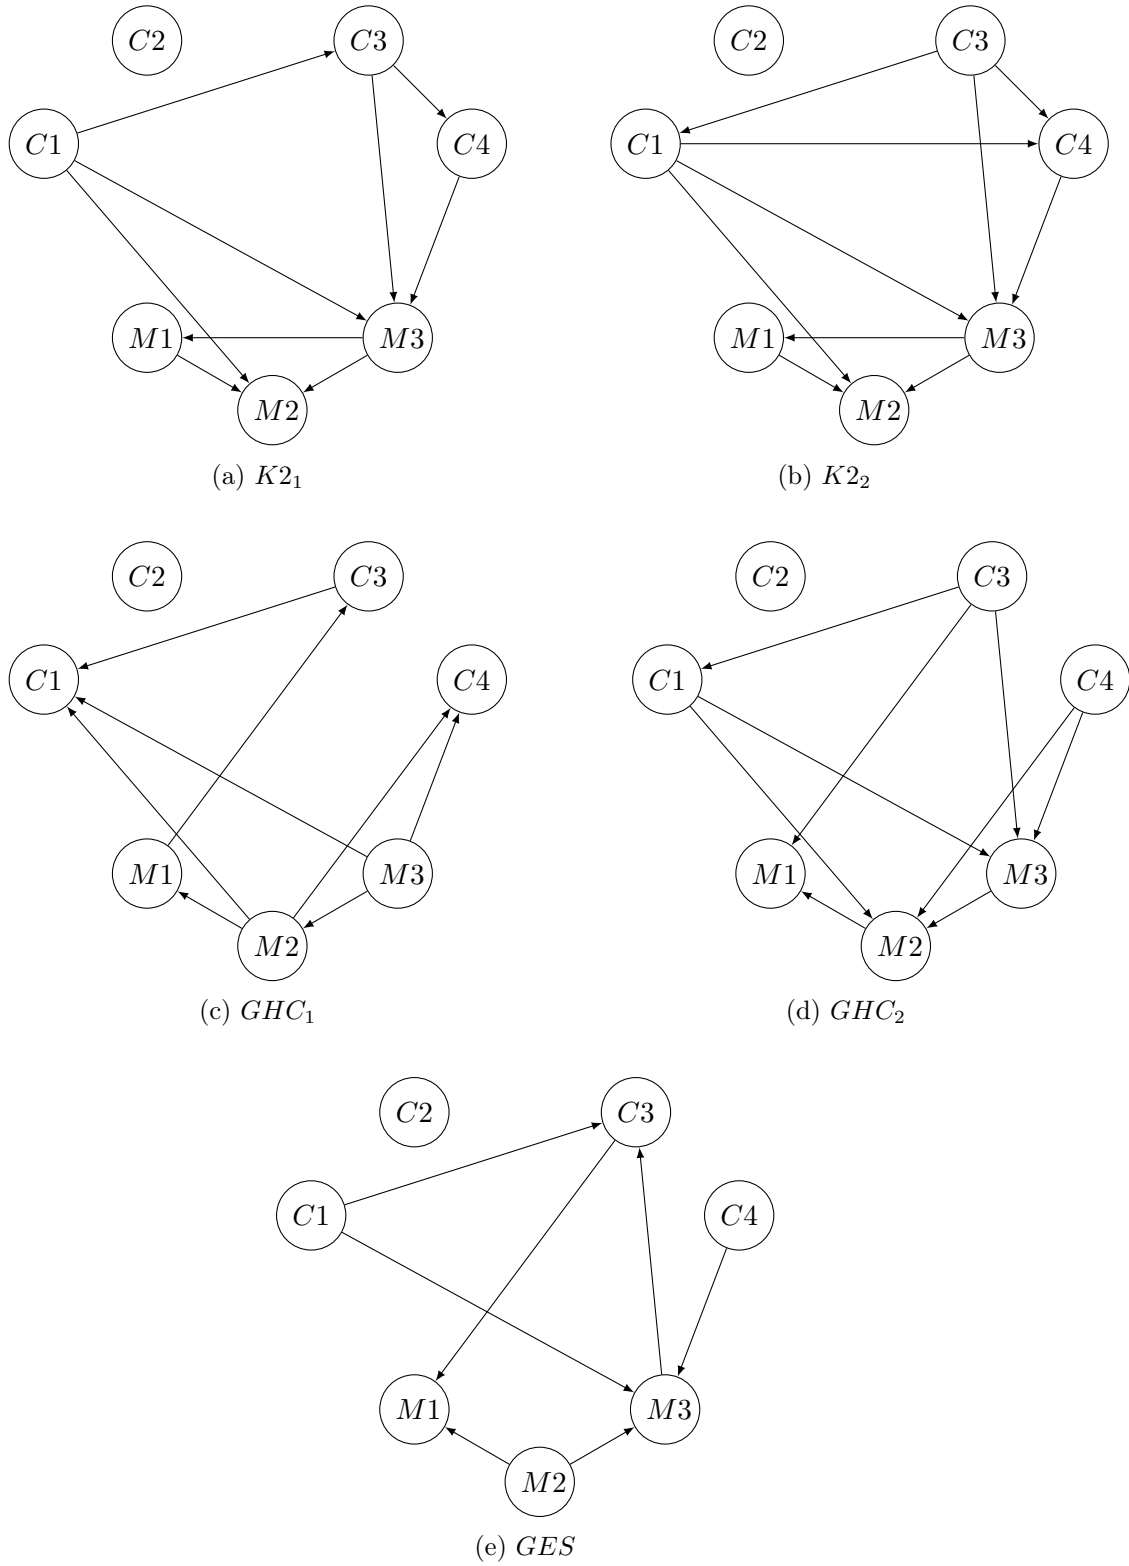 C2 C3 C2 C3
C1 C4 C1 C4
M1 M3 M1 M3
M2 M2
(a) K2₁ (b) K2₂
C2 C3 C2 C3
C1 C4 C1 C4
M1 M3 M1 M3
M2 M2
(c) GHC₁ (d) GHC₂
C2 C3
C1 C4
M1 M3
M2
(e) GES